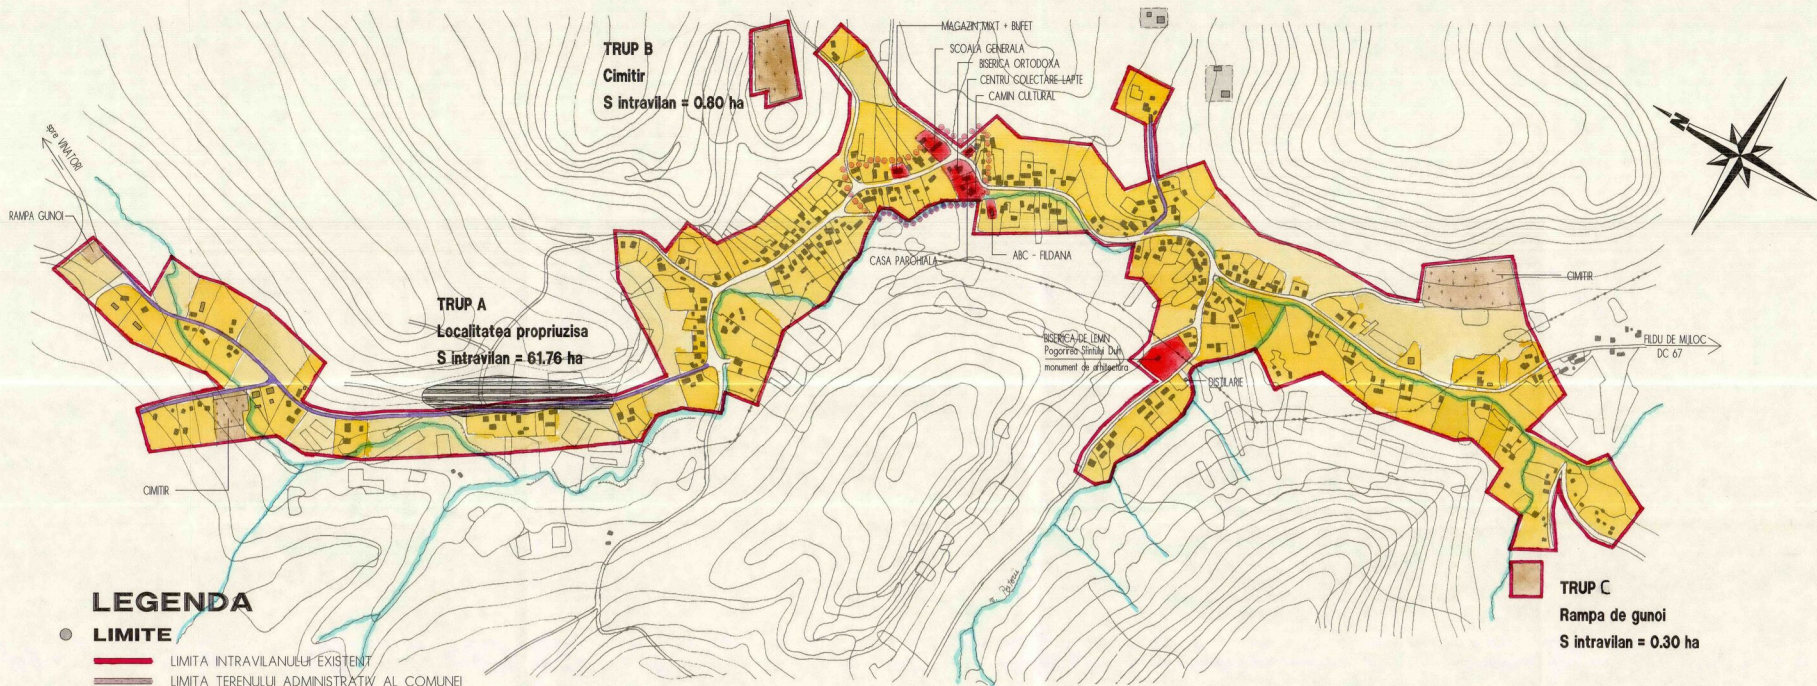 TRUP B
Cimitir
S intravilan = 0.80 ha
MAGAZIN MIXT + BUFET
SCOALA GENERALA
BISERICA ORTODOXA
CENTRU COLECTARE LAPTE
CAMIN CULTURAL
N
spre VINATORI
RAMPA GUNOI
CASA PAROHIALA
ABC - FILDANA
CIMITIR
TRUP A
Localitatea propriuzisa
S intravilan = 61.76 ha
BISERICA DE LEMN
Pogorirea Sfintului Duh
monument de arhitectura
FILDU DE MIJLOC
DC 67
DISTILARIE
CIMITIR
TRUP C
Rampa de gunoi
S intravilan = 0.30 ha
LEGENDA
LIMITE
LIMITA INTRAVILANULUI EXISTENT
LIMITA TERENULUI ADMINISTRATIV AL COMUNEI